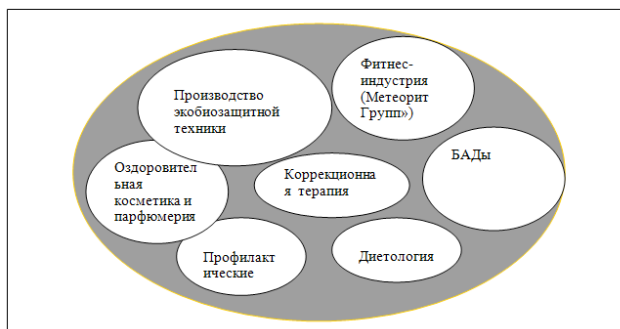 Производство
экобиозащитной
техники
Фитнес-
индустрия
(Метеорит
Групп»)
БАДы
Оздоровител
ьная
косметика и
парфюмерия
Коррекционна
я терапия
Профилакт
ические
Диетология